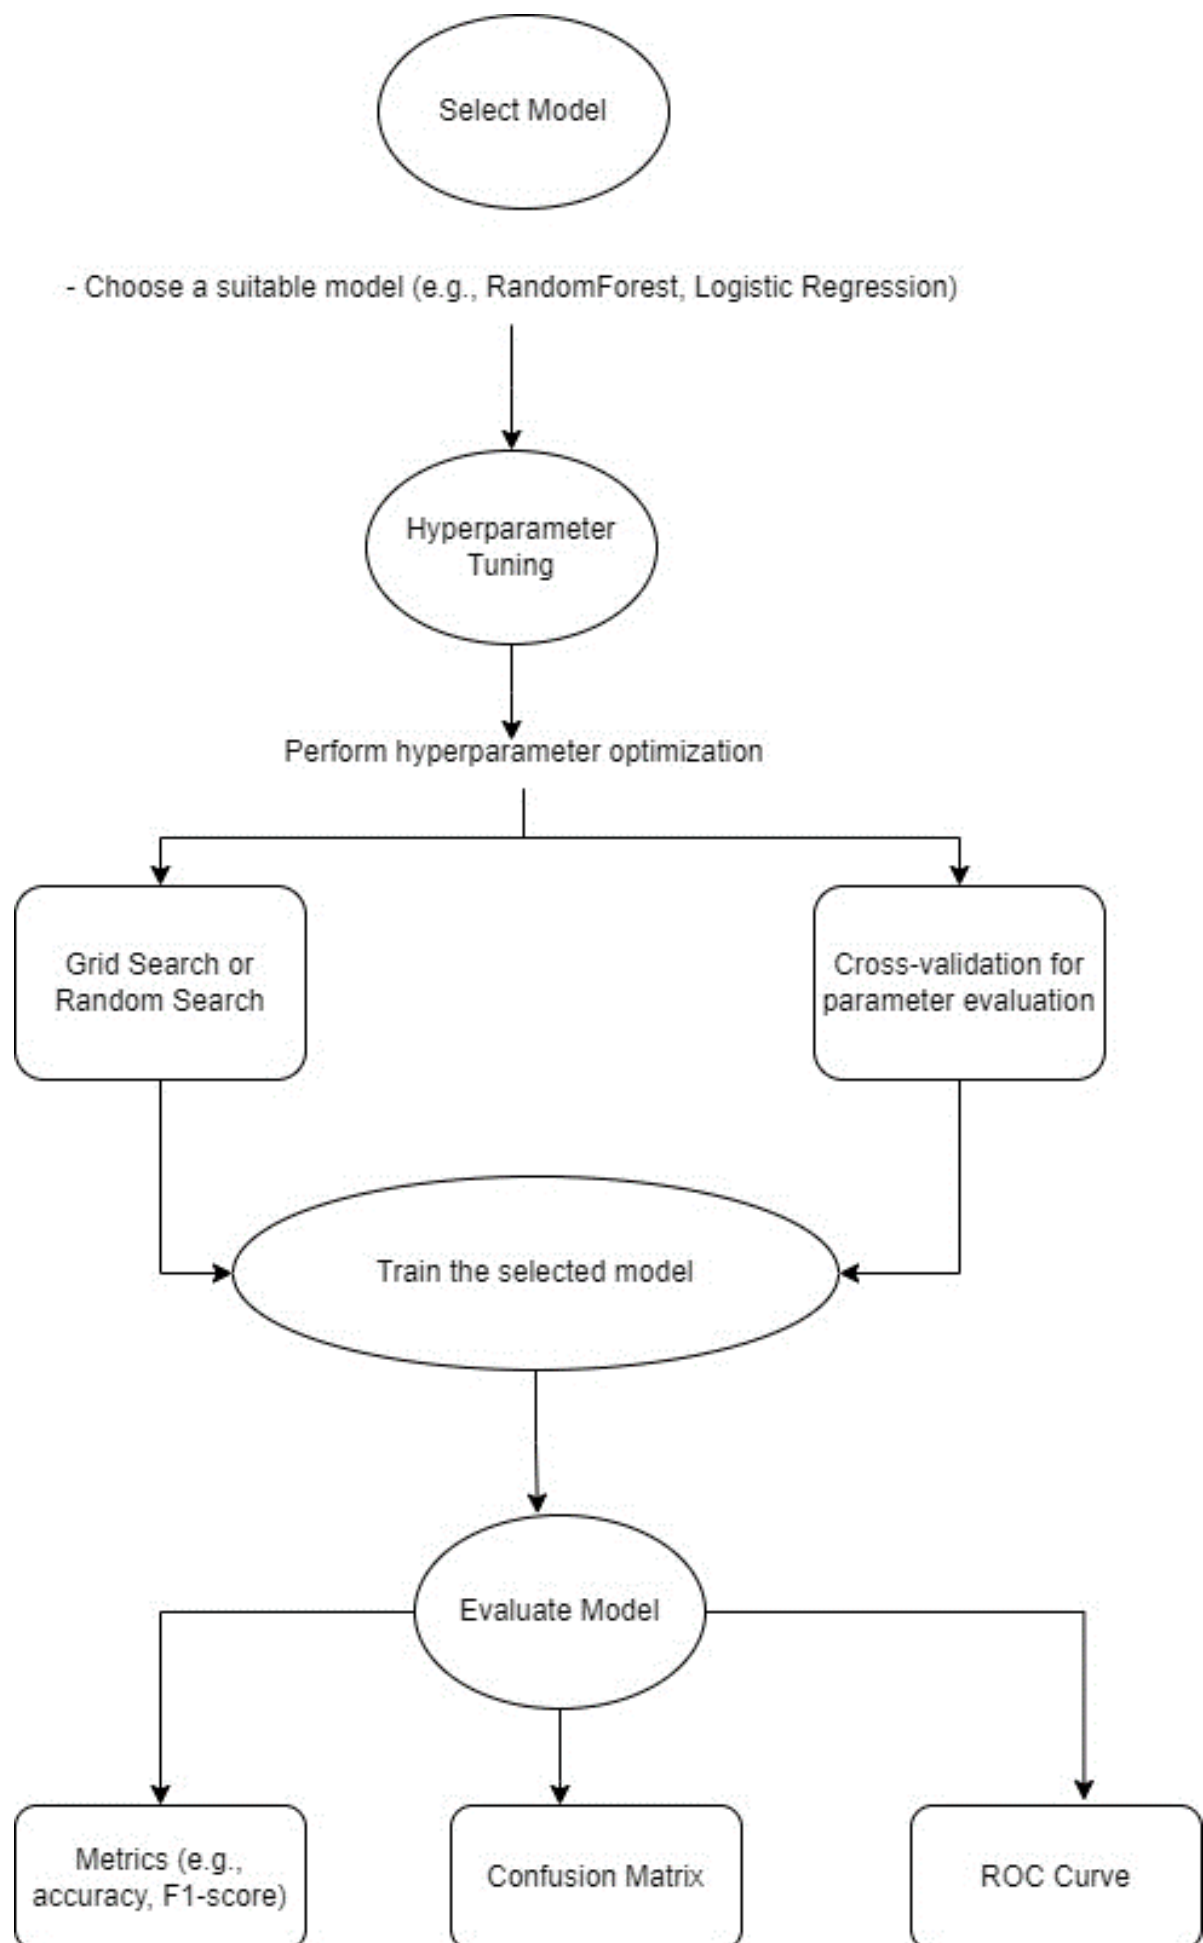 Select Model
- Choose a suitable model (e.g., RandomForest, Logistic Regression)
Hyperparameter
Tuning
Perform hyperparameter optimization
Grid Search or
Random Search
Cross-validation for
parameter evaluation
Train the selected model
Evaluate Model
Metrics (e.g.,
accuracy, F1-score)
Confusion Matrix
ROC Curve